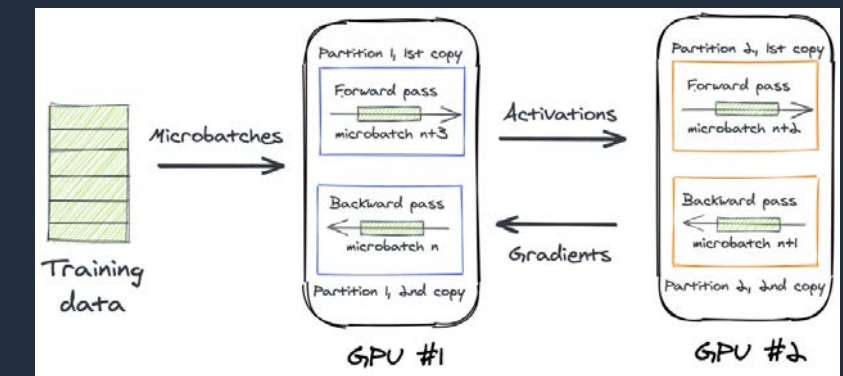 Training
data
Microbatches
Partition 1, 1st copy
Forward pass
microbatch n+3
Backward pass
microbatch n
Partition 1, 2nd copy
GPU #1
Activations
Gradients
Partition 2, 1st copy
Forward pass
microbatch n+2
Backward pass
microbatch n+1
Partition 2, 2nd copy
GPU #2